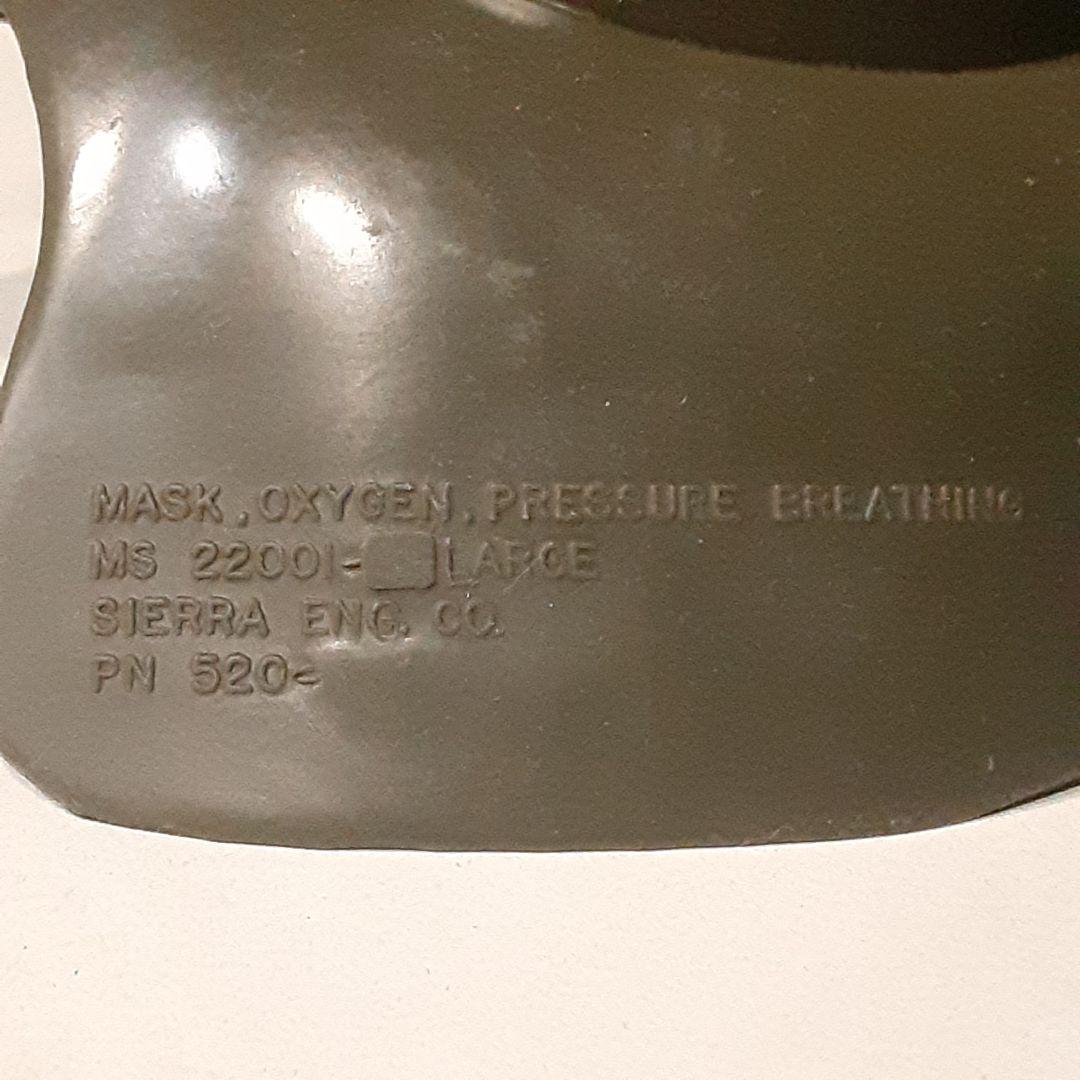 MASK, OXYGEN, PRESSURE BREATHING
MS 22001- LARGE
SIERRA ENG. CO.
PN 520-